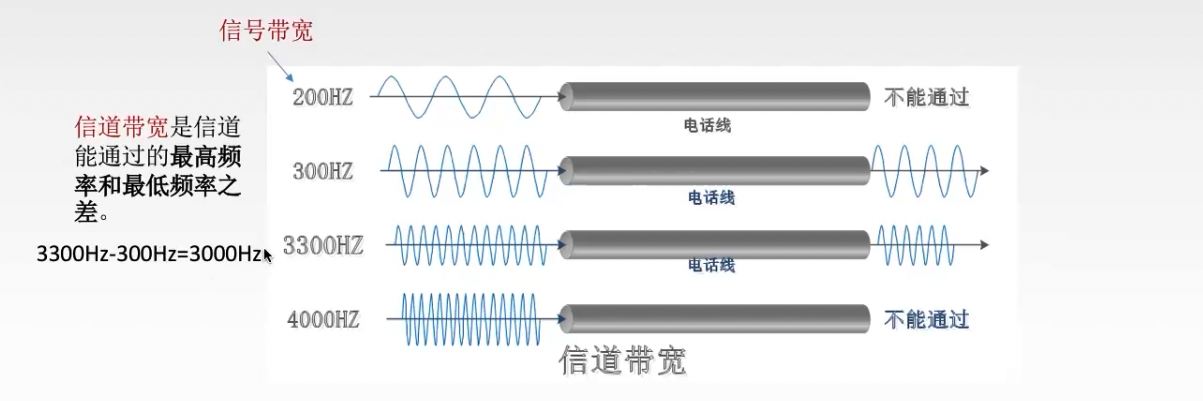 信号带宽
200HZ
不能通过
电话线
信道带宽是信道
能通过的最高频
率和最低频率之
差。
3300Hz-300Hz=3000Hz
300HZ
电话线
3300HZ
电话线
4000HZ
不能通过
信道带宽